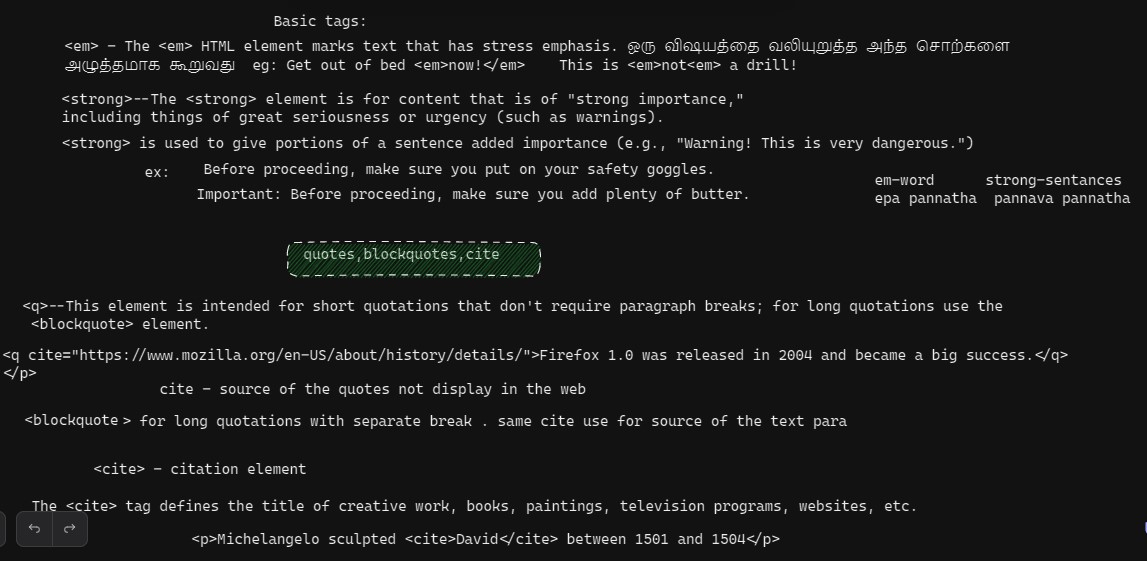 Basic tags:
<em> - The <em> HTML element marks text that has stress emphasis. ஒரு விஷயத்தை வலியுறுத்த அந்த சொற்களை
அழுத்தமாக கூறுவது eg: Get out of bed <em>now!</em> This is <em>not<em> a drill!
<strong>--The <strong> element is for content that is of "strong importance,"
including things of great seriousness or urgency (such as warnings).
<strong> is used to give portions of a sentence added importance (e.g., "Warning! This is very dangerous.")
ex: Before proceeding, make sure you put on your safety goggles.
Important: Before proceeding, make sure you add plenty of butter.
em-word strong-sentances
epa pannatha pannava pannatha
quotes,blockquotes,cite
<q>--This element is intended for short quotations that don't require paragraph breaks; for long quotations use the
<blockquote> element.
<q cite="https://www.mozilla.org/en-US/about/history/details/">Firefox 1.0 was released in 2004 and became a big success.</q>
</p>
cite - source of the quotes not display in the web
<blockquote > for long quotations with separate break . same cite use for source of the text para
<cite> - citation element
The <cite> tag defines the title of creative work, books, paintings, television programs, websites, etc.
<p>Michelangelo sculpted <cite>David</cite> between 1501 and 1504</p>